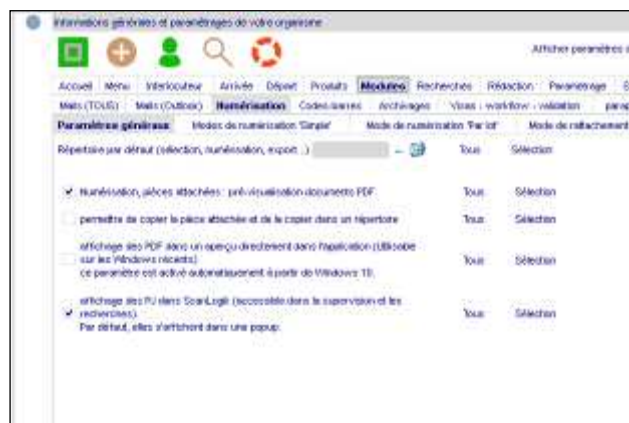 Informations générales et paramétrages de votre organisme
Afficher paramètres
Accueil Menu Interlocuteur Arrivée Départ Produits Modules Recherches Rédaction Paramétrage
Mails (TOUS) Mails (Outlook) Numérisation Codes-barres Archivages Visas : workflow : validation
Paramètres généraux Modes de numérisation 'Simple' Mode de numérisation 'Par lot' Mode de rattachement
Répertoire par défaut (sélection, numérisation, export...) Tous Sélection
Numérisation, pièces attachées : pré-visualisation documents PDF. Tous Sélection
permettre de copier la pièce attachée et de la copier dans un répertoire Tous Sélection
affichage des PDF dans un aperçu directement dans l'application (Utilisable
sur les Windows récents) Tous Sélection
ce paramètre est activé automatiquement à partir de Windows 10.
affichage des PJ dans ScanLogik (accessible dans la supervision et les
recherches). Tous Sélection
Par défaut, elles s'affichent dans une popup.